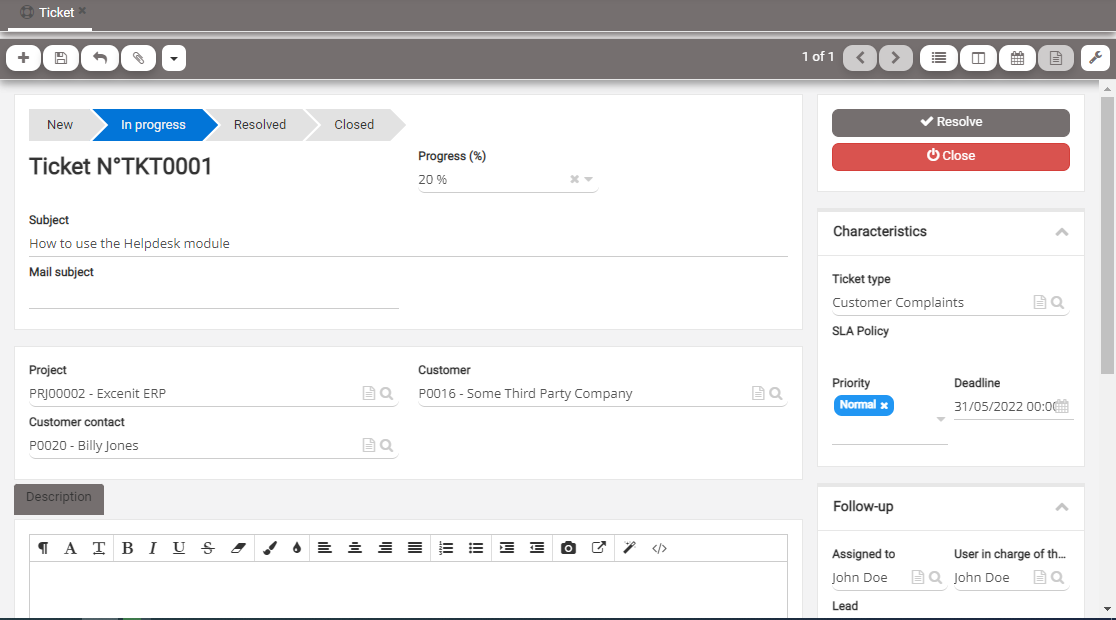 Ticket
1 of 1
New
In progress
Resolved
Closed
Ticket N°TKT0001
Progress (%)
20 %
Subject
How to use the Helpdesk module
Mail subject
Project
PRJ00002 - Excenit ERP
Customer
P0016 - Some Third Party Company
Customer contact
P0020 - Billy Jones
Description
Resolve
Close
Characteristics
Ticket type
Customer Complaints
SLA Policy
Priority
Normal
Deadline
31/05/2022 00:00
Follow-up
Assigned to
John Doe
User in charge of th...
John Doe
Lead